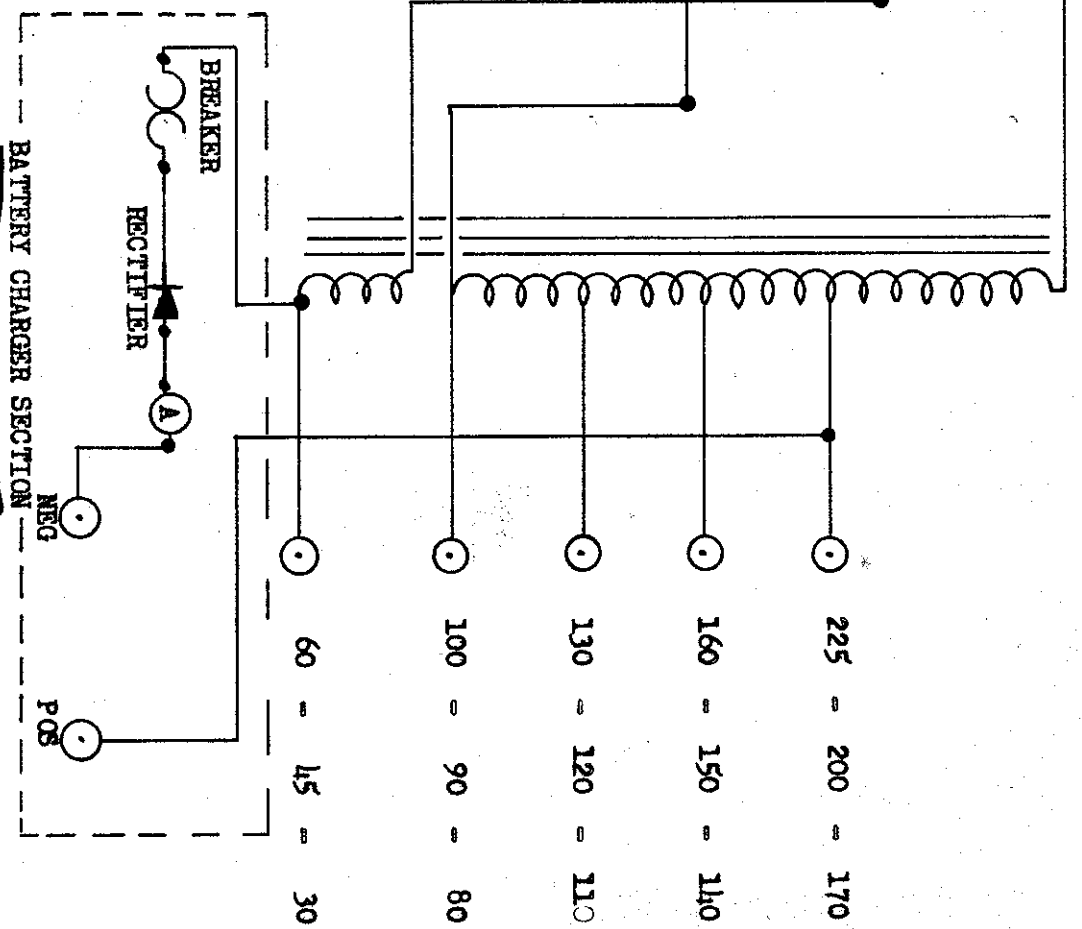 BREAKER
RECTIFIER
A
NEG
POS
BATTERY CHARGER SECTION
225 - 200 - 170
160 - 150 - 140
130 - 120 - 110
100 - 90 - 80
60 - 45 - 30